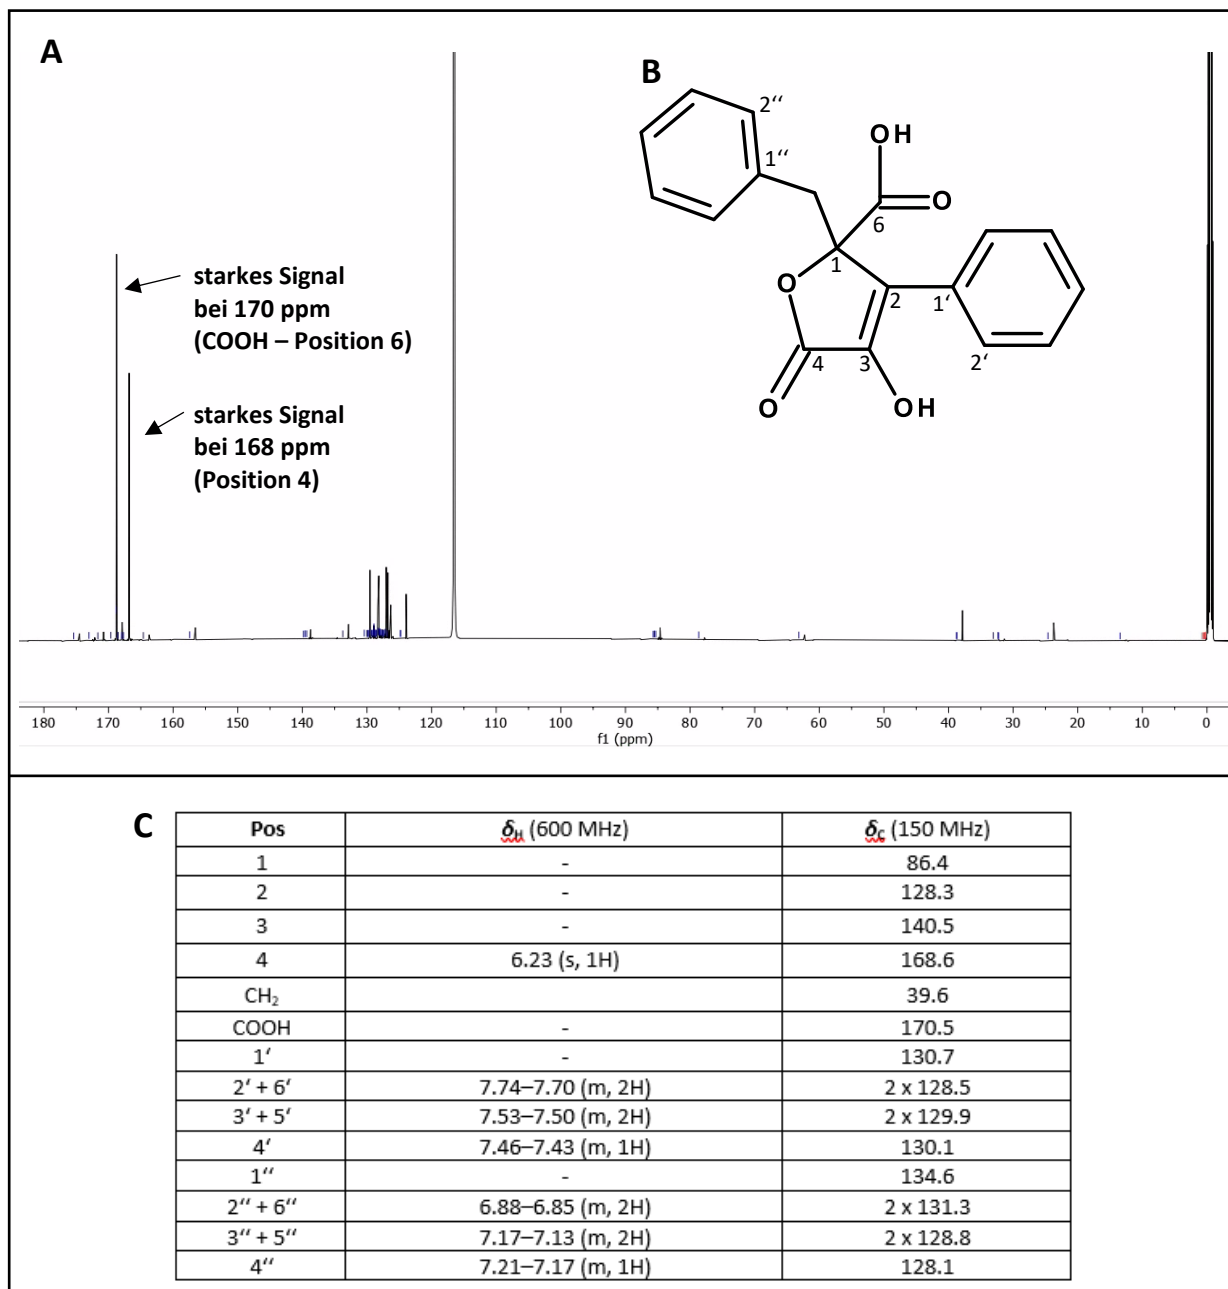 A
starkes Signal
bei 170 ppm
(COOH – Position 6)
starkes Signal
bei 168 ppm
(Position 4)
B
2‘‘
1‘‘
OH
O
6
1
O
2
1‘
2‘
4
3
O
OH
180 170 160 150 140 130 120 110 100 90 80 70 60 50 40 30 20 10 0
f1 (ppm)
C
Pos δH (600 MHz) δC (150 MHz)
1 - 86.4
2 - 128.3
3 - 140.5
4 6.23 (s, 1H) 168.6
CH2 39.6
COOH - 170.5
1‘ - 130.7
2‘ + 6‘ 7.74–7.70 (m, 2H) 2 x 128.5
3‘ + 5‘ 7.53–7.50 (m, 2H) 2 x 129.9
4‘ 7.46–7.43 (m, 1H) 130.1
1‘‘ - 134.6
2‘‘ + 6‘‘ 6.88–6.85 (m, 2H) 2 x 131.3
3‘‘ + 5‘‘ 7.17–7.13 (m, 2H) 2 x 128.8
4‘‘ 7.21–7.17 (m, 1H) 128.1